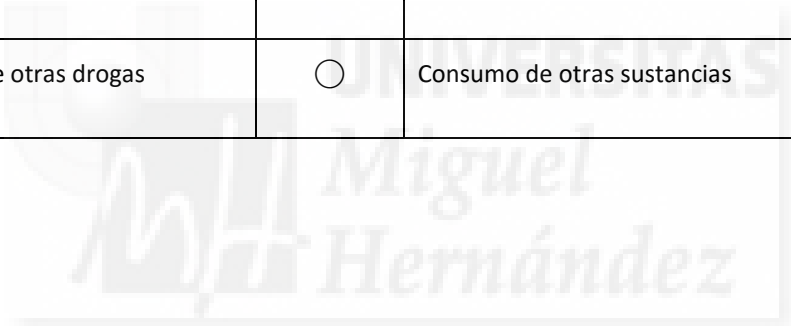 e otras drogas ○ Consumo de otras sustancias
UNIVERSITAS
Miguel
Hernández